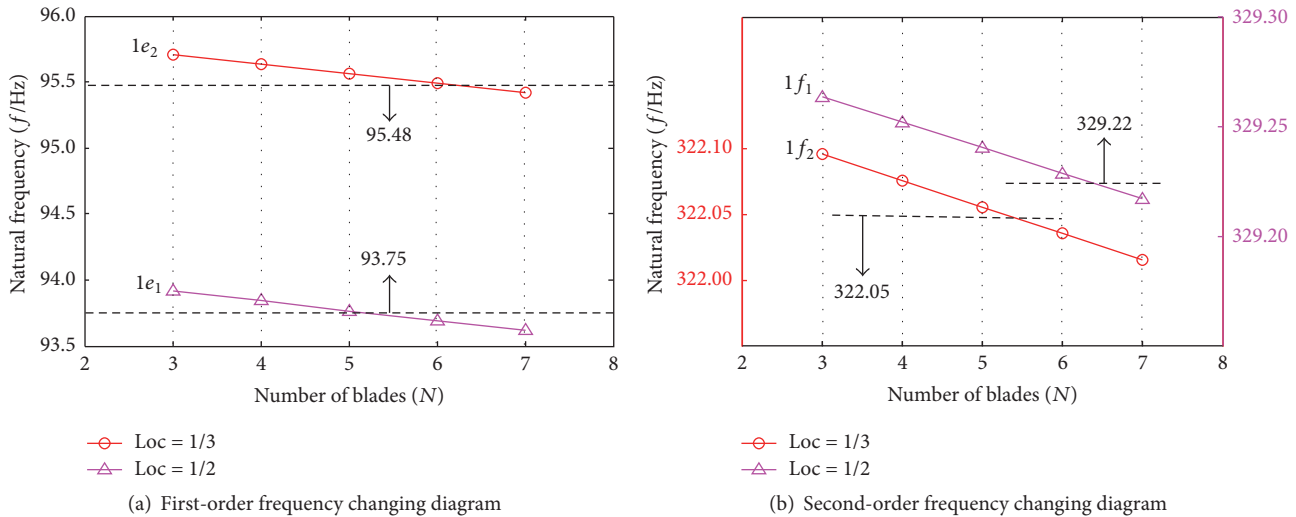 96.0
95.5
95.0
94.5
94.0
93.5
Natural frequency (f/Hz)
1e₂
95.48
93.75
1e₁
2 3 4 5 6 7 8
Number of blades (N)
Loc = 1/3
Loc = 1/2
(a) First-order frequency changing diagram
322.10
322.05
322.00
Natural frequency (f/Hz)
329.30
329.25
329.20
1f₁
1f₂
329.22
322.05
2 3 4 5 6 7 8
Number of blades (N)
Loc = 1/3
Loc = 1/2
(b) Second-order frequency changing diagram